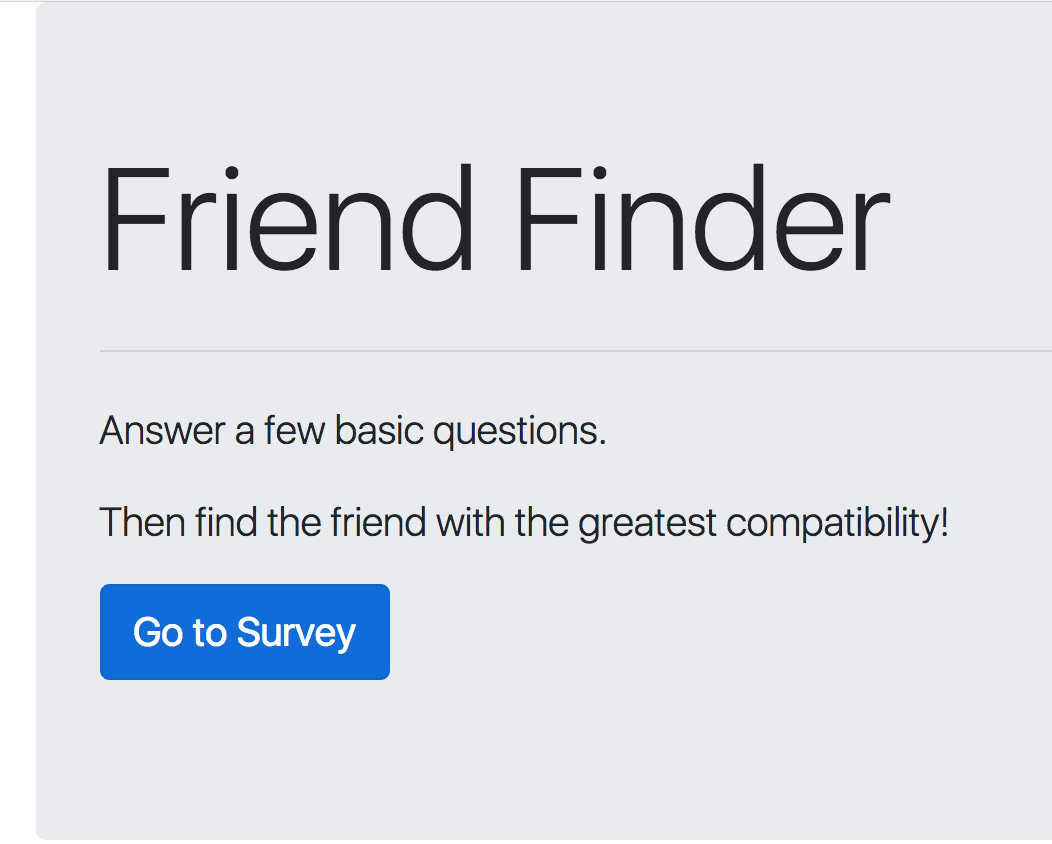 Friend Finder
Answer a few basic questions.
Then find the friend with the greatest compatibility!
Go to Survey